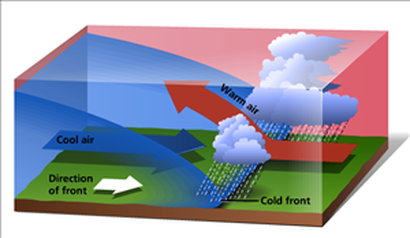 Warm air
Cool air
Direction
of front
Cold front